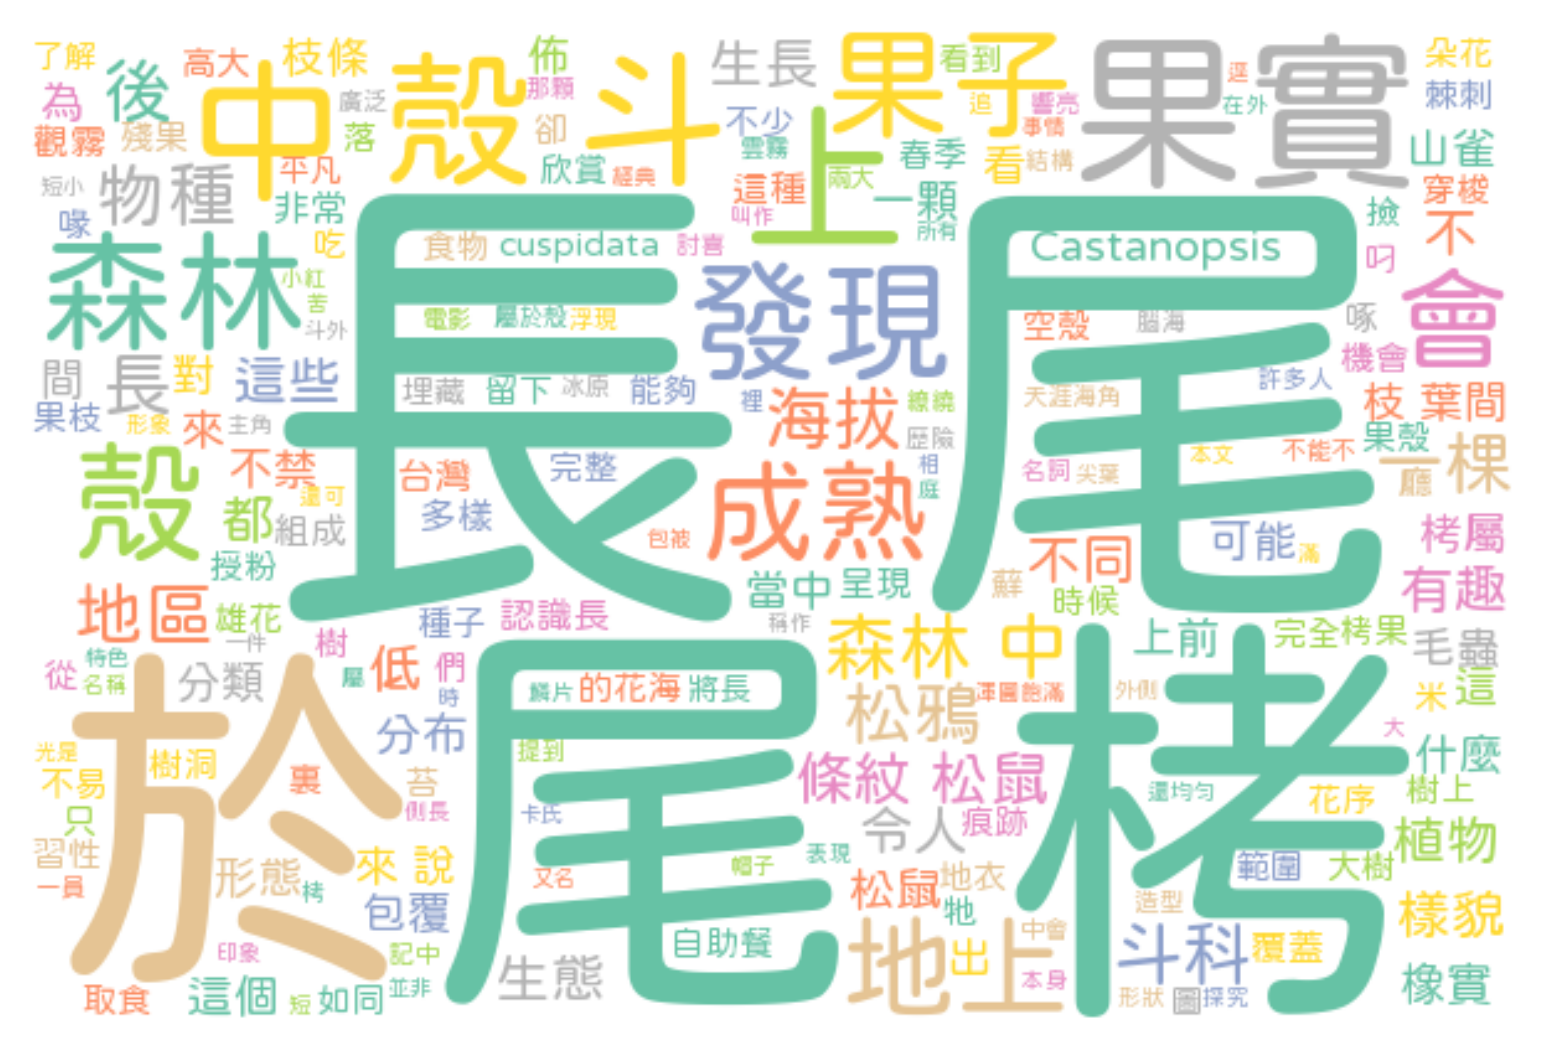 了解
後
高大
枝條
佈
生長
果子
看到
果實
逕
朵花
為
中
殼斗
廣泛
那顆
不少
上
追
響亮
在外
棘刺
觀霧
殘果
落
卻
雲霧
看
事情
結構
春季
山雀
短小
物種
平凡
欣賞
經典
這種
兩大
一顆
穿梭
喙
非常
叫作
所有
撿
不
森林
吃
長尾
食物
cuspidata
討喜
Castanopsis
叼
小紅
苦
斗外
電影
屬於殼
浮現
發現
空殼
腦海
啄
會
機會
間
長
對
這些
埋藏
留下
冰原
能夠
裡
海拔
繚繞
天涯海角
許多人
枝
葉間
果枝
形象
來
主角
歷險
果殼
殼
不禁
還可
台灣
完整
成熟
相
庭
名詞
尖葉
本文
不能不
廳
一棵
都
組成
多樣
包被
可能
滿
栲屬
授粉
不同
地區
雄花
當中
呈現
蘚
時候
有趣
一件
樹
種子
認識長
稱作
森林
中
上前
完全栲果
毛蟲
從
特色
名稱
分類
屬
低
們
時
尾栲
鱗片
的花海
將長
松鴉
渾圓飽滿
外側
米
這
於
分布
大
光是
不易
樹洞
裏
苔
提到
條紋
松鼠
還均勻
什麼
花序
樹上
只
側長
卡氏
令人
痕跡
植物
習性
一員
形態
栲
來
說
又名
帽子
表現
松鼠
地衣
範圍
大樹
包覆
牠
造型
樣貌
印象
記中
自助餐
地上
出
中會
斗科
覆蓋
取食
這個
短
如同
並非
生態
本身
形狀
圖
探究
橡實